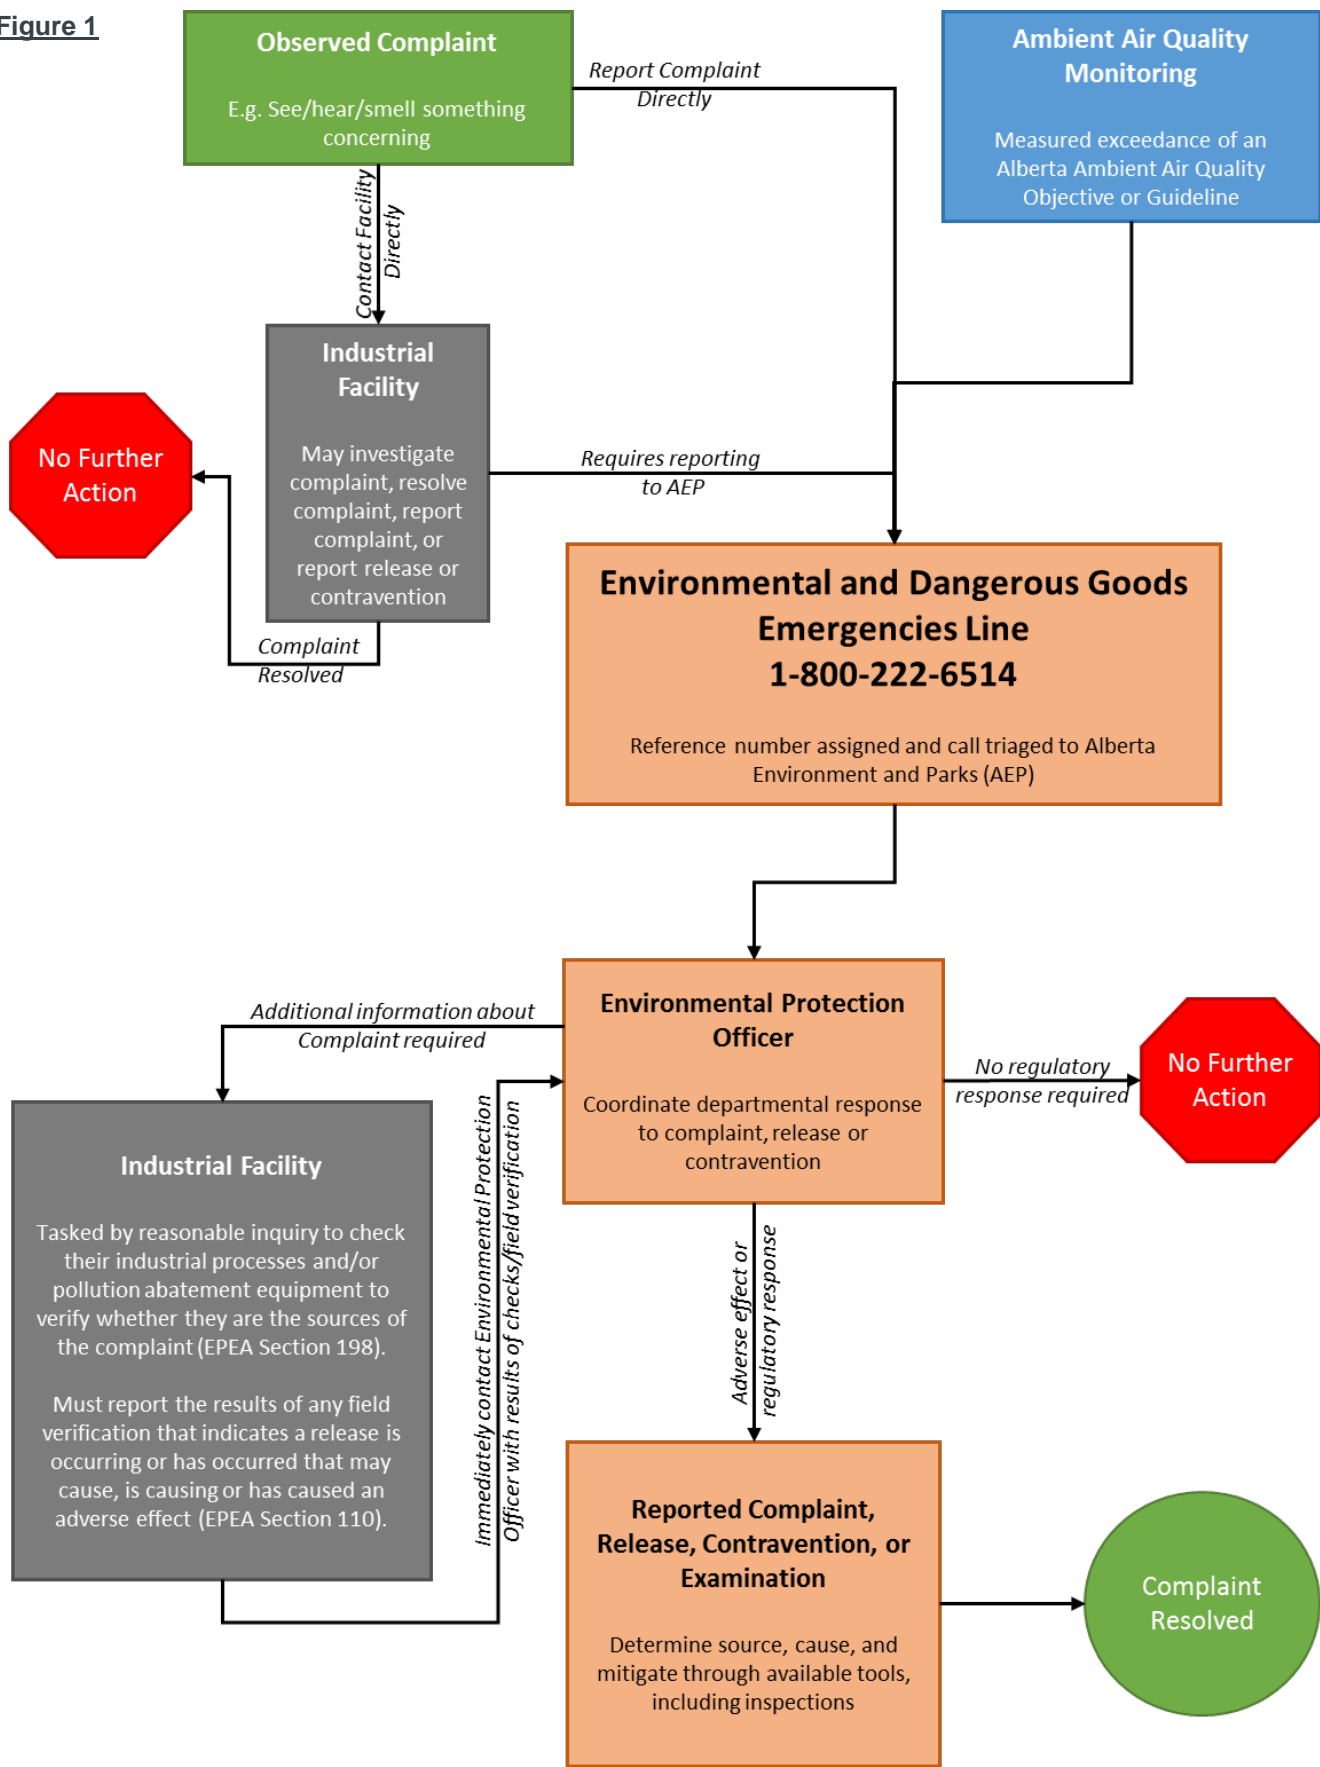 Figure 1
Observed Complaint
E.g. See/hear/smell something
concerning
Report Complaint
Directly
Ambient Air Quality
Monitoring
Measured exceedance of an
Alberta Ambient Air Quality
Objective or Guideline
Contact Facility
Directly
Industrial
Facility
May investigate
complaint, resolve
complaint, report
complaint, or
report release or
contravention
No Further
Action
Requires reporting
to AEP
Complaint
Resolved
Environmental and Dangerous Goods
Emergencies Line
1-800-222-6514
Reference number assigned and call triaged to Alberta
Environment and Parks (AEP)
Additional information about
Complaint required
Environmental Protection
Officer
Coordinate departmental response
to complaint, release or
contravention
No regulatory
response required
No Further
Action
Industrial Facility
Tasked by reasonable inquiry to check
their industrial processes and/or
pollution abatement equipment to
verify whether they are the sources of
the complaint (EPEA Section 198).
Must report the results of any field
verification that indicates a release is
occurring or has occurred that may
cause, is causing or has caused an
adverse effect (EPEA Section 110).
Immediately contact Environmental Protection
Officer with results of checks/field verification
Adverse effect or
regulatory response
Reported Complaint,
Release, Contravention, or
Examination
Determine source, cause, and
mitigate through available tools,
including inspections
Complaint
Resolved